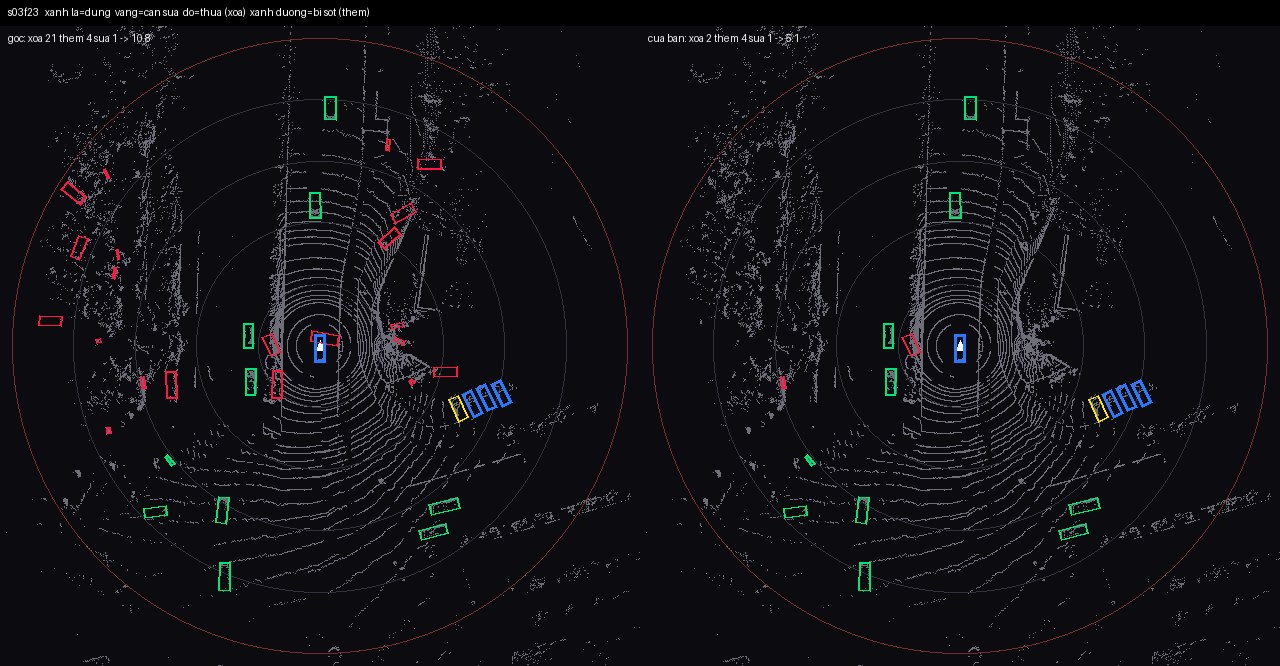 s03f23 xanh la=dung vang=can sua do=thua (xoa) xanh duong=bi sot (them)
goc: xoa 21 them 4 sua 1 -> 10.8
cua ban: xoa 2 them 4 sua 1 -> 6.1